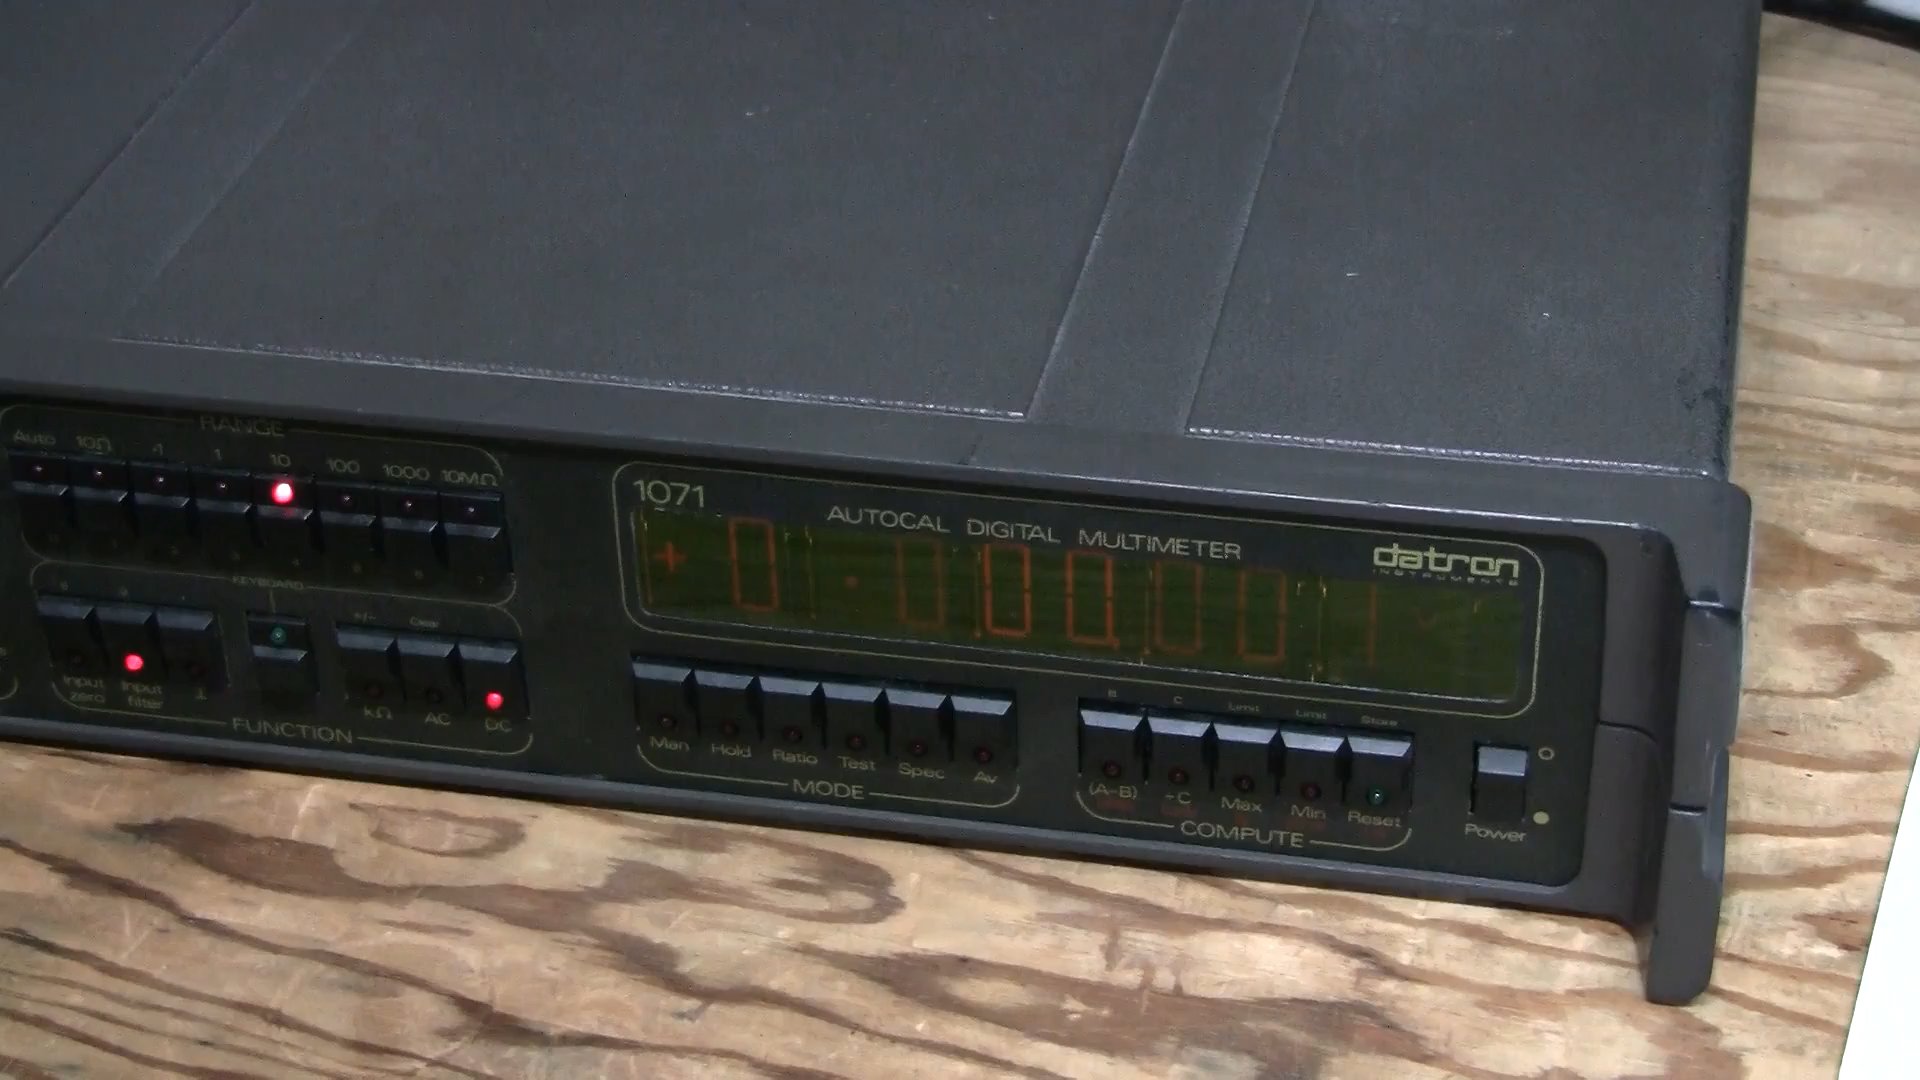 RANGE
Auto 10Ω .1 1 10 100 1000 10MΩ
KEYBOARD
+/- Clear
Input zero Input filter
kΩ AC DC
FUNCTION
1071
AUTOCAL DIGITAL MULTIMETER
datron
INSTRUMENTS
+0.00000 1 V
Man Hold Ratio Test Spec Av
MODE
B C Limit Limit Store
(A-B) ÷C Max Min Reset
COMPUTE
Power